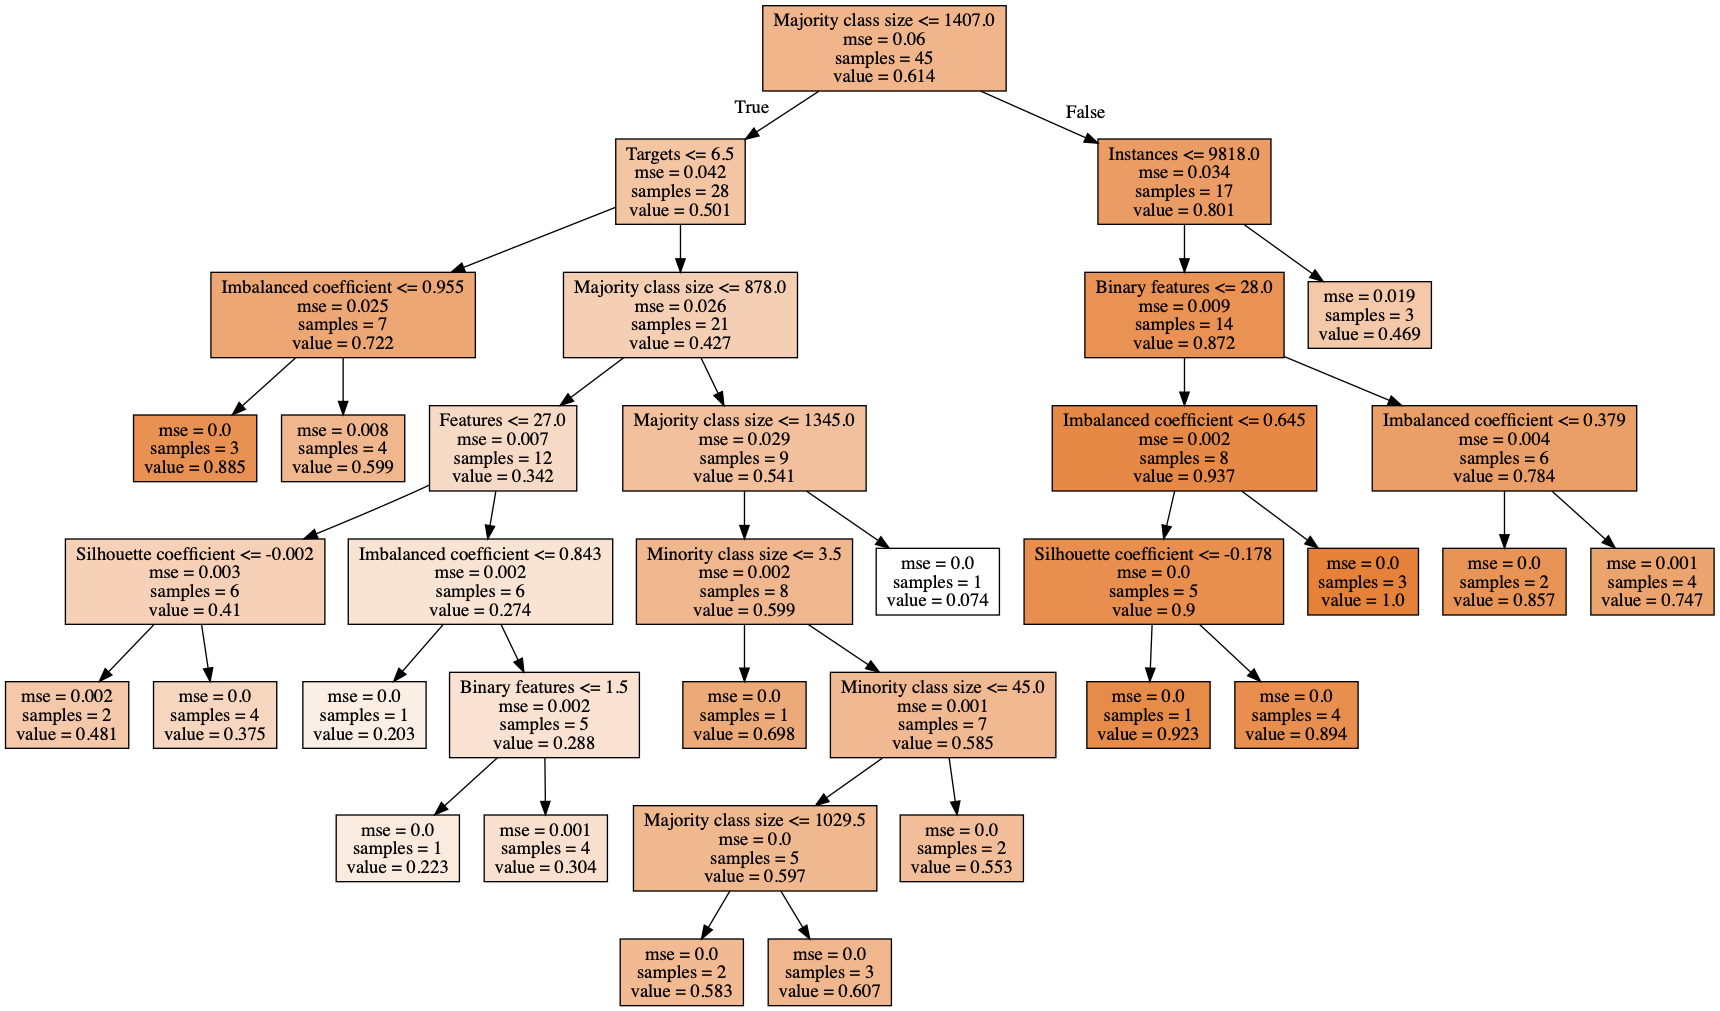 Majority class size <= 1407.0
mse = 0.06
samples = 45
value = 0.614
True
False
Targets <= 6.5
mse = 0.042
samples = 28
value = 0.501
Instances <= 9818.0
mse = 0.034
samples = 17
value = 0.801
Imbalanced coefficient <= 0.955
mse = 0.025
samples = 7
value = 0.722
Majority class size <= 878.0
mse = 0.026
samples = 21
value = 0.427
Binary features <= 28.0
mse = 0.009
samples = 14
value = 0.872
mse = 0.019
samples = 3
value = 0.469
mse = 0.0
samples = 3
value = 0.885
mse = 0.008
samples = 4
value = 0.599
Features <= 27.0
mse = 0.007
samples = 12
value = 0.342
Majority class size <= 1345.0
mse = 0.029
samples = 9
value = 0.541
Imbalanced coefficient <= 0.645
mse = 0.002
samples = 8
value = 0.937
Imbalanced coefficient <= 0.379
mse = 0.004
samples = 6
value = 0.784
Silhouette coefficient <= -0.002
mse = 0.003
samples = 6
value = 0.41
Imbalanced coefficient <= 0.843
mse = 0.002
samples = 6
value = 0.274
Minority class size <= 3.5
mse = 0.002
samples = 8
value = 0.599
mse = 0.0
samples = 1
value = 0.074
Silhouette coefficient <= -0.178
mse = 0.0
samples = 5
value = 0.9
mse = 0.0
samples = 3
value = 1.0
mse = 0.0
samples = 2
value = 0.857
mse = 0.001
samples = 4
value = 0.747
mse = 0.002
samples = 2
value = 0.481
mse = 0.0
samples = 4
value = 0.375
mse = 0.0
samples = 1
value = 0.203
Binary features <= 1.5
mse = 0.002
samples = 5
value = 0.288
mse = 0.0
samples = 1
value = 0.698
Minority class size <= 45.0
mse = 0.001
samples = 7
value = 0.585
mse = 0.0
samples = 1
value = 0.923
mse = 0.0
samples = 4
value = 0.894
mse = 0.0
samples = 1
value = 0.223
mse = 0.001
samples = 4
value = 0.304
Majority class size <= 1029.5
mse = 0.0
samples = 5
value = 0.597
mse = 0.0
samples = 2
value = 0.553
mse = 0.0
samples = 2
value = 0.583
mse = 0.0
samples = 3
value = 0.607